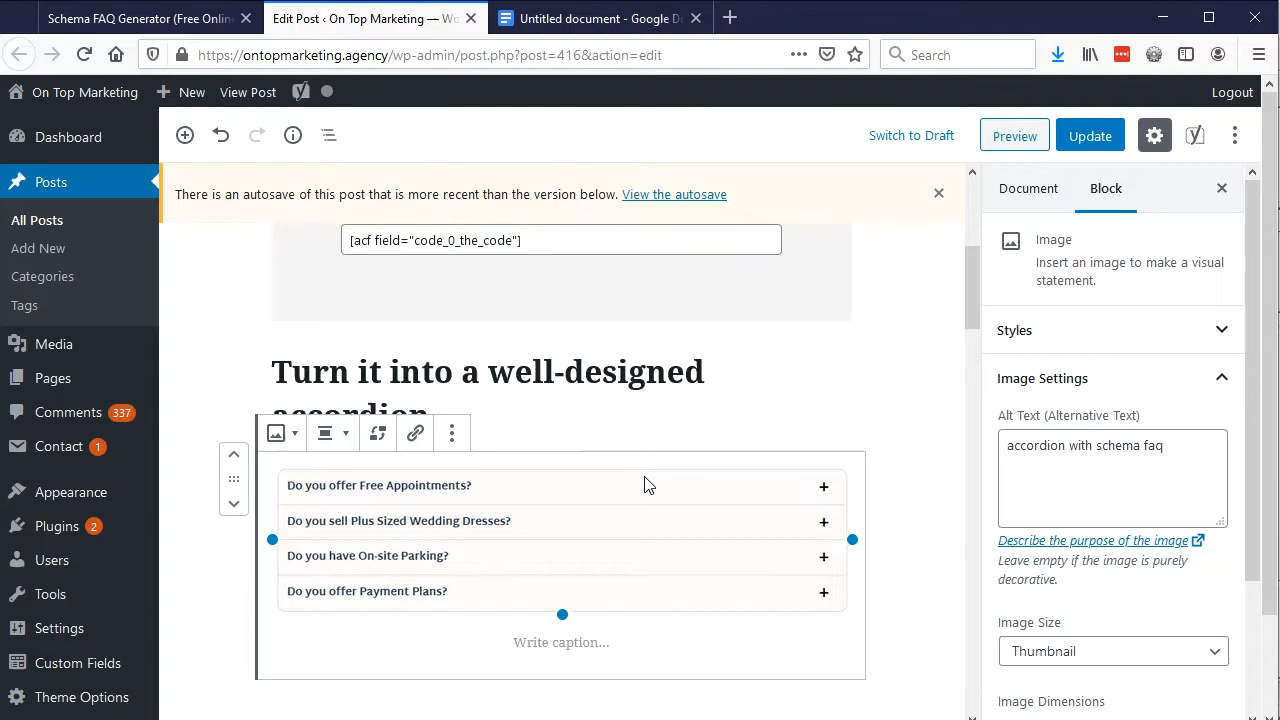 Schema FAQ Generator (Free Onlin
Edit Post ‹ On Top Marketing — Wo
Untitled document - Google Do
https://ontopmarketing.agency/wp-admin/post.php?post=416&action=edit
Search
On Top Marketing
New
View Post
Logout
Dashboard
Posts
All Posts
Add New
Categories
Tags
Media
Pages
Comments 337
Contact 1
Appearance
Plugins 2
Users
Tools
Settings
Custom Fields
Theme Options
Switch to Draft
Preview
Update
There is an autosave of this post that is more recent than the version below. View the autosave
[acf field="code_0_the_code"]
Turn it into a well-designed
accordion
Do you offer Free Appointments?
Do you sell Plus Sized Wedding Dresses?
Do you have On-site Parking?
Do you offer Payment Plans?
Write caption...
Document
Block
Image
Insert an image to make a visual
statement.
Styles
Image Settings
Alt Text (Alternative Text)
accordion with schema faq
Describe the purpose of the image
Leave empty if the image is purely
decorative.
Image Size
Thumbnail
Image Dimensions